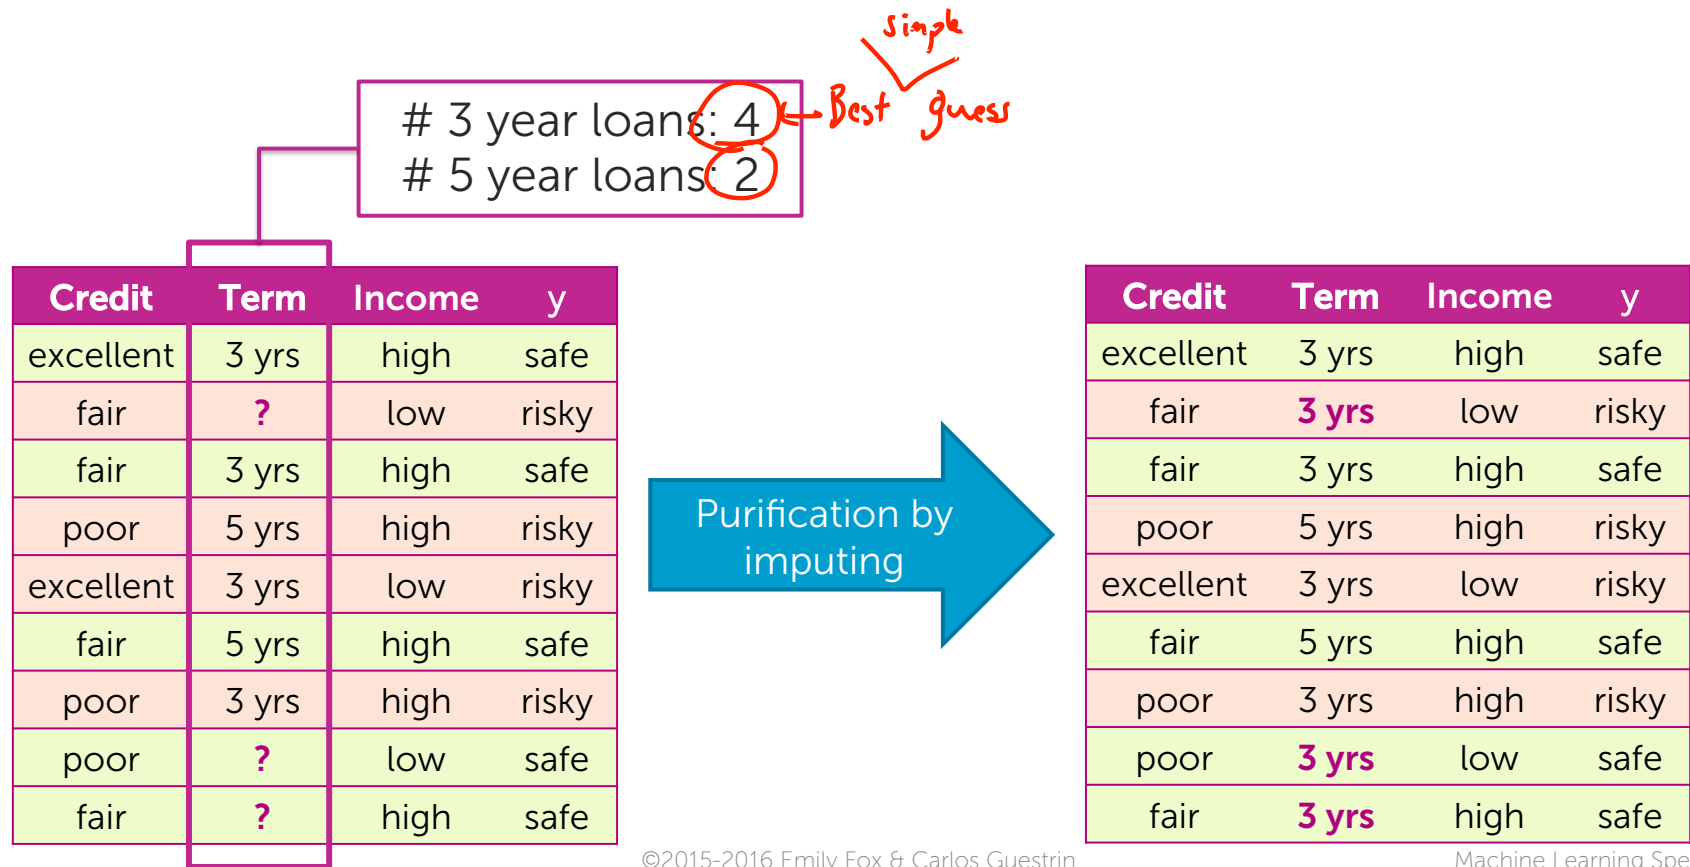 simple
Best guess
# 3 year loans: 4
# 5 year loans: 2
Credit Term Income y
excellent 3 yrs high safe
fair ? low risky
fair 3 yrs high safe
poor 5 yrs high risky
excellent 3 yrs low risky
fair 5 yrs high safe
poor 3 yrs high risky
poor ? low safe
fair ? high safe
Purification by
imputing
Credit Term Income y
excellent 3 yrs high safe
fair 3 yrs low risky
fair 3 yrs high safe
poor 5 yrs high risky
excellent 3 yrs low risky
fair 5 yrs high safe
poor 3 yrs high risky
poor 3 yrs low safe
fair 3 yrs high safe
©2015-2016 Emily Fox & Carlos Guestrin
Machine Learning Spe